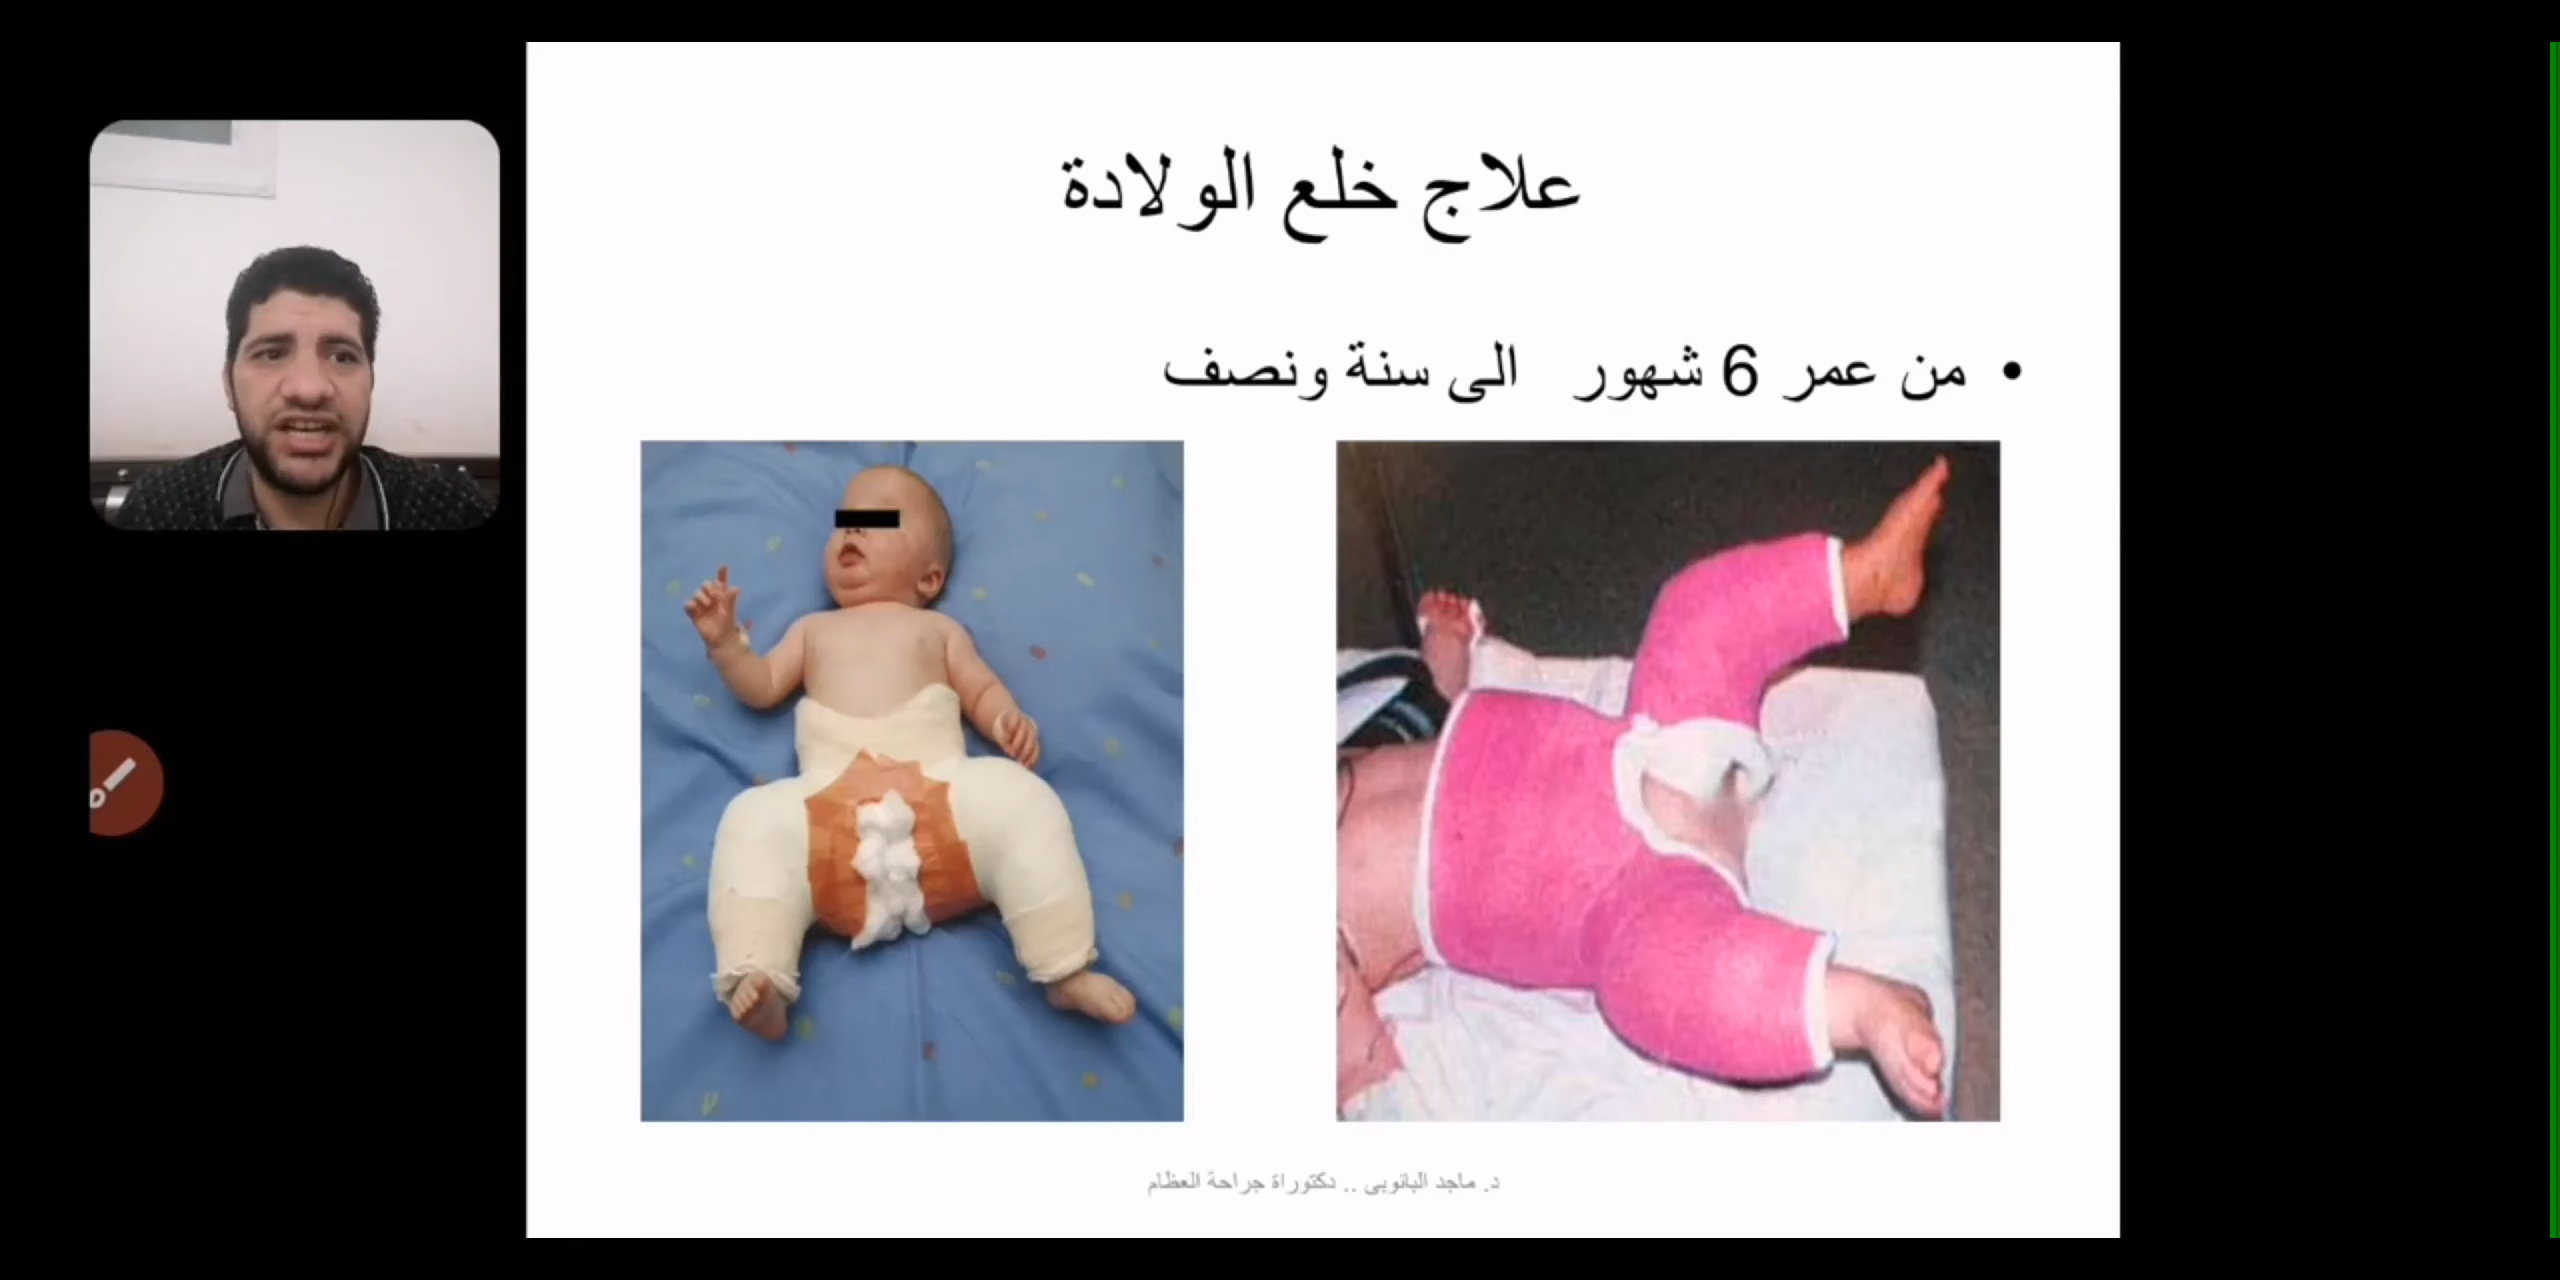 علاج خلع الولادة
• من عمر 6 شهور الى سنة ونصف
د. ماجد البانوبى .. دكتوراة جراحة العظام